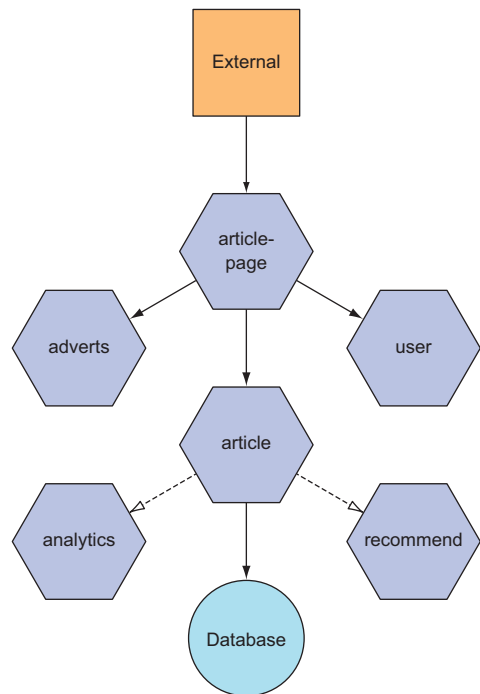 External
article-
page
adverts
user
article
analytics
recommend
Database